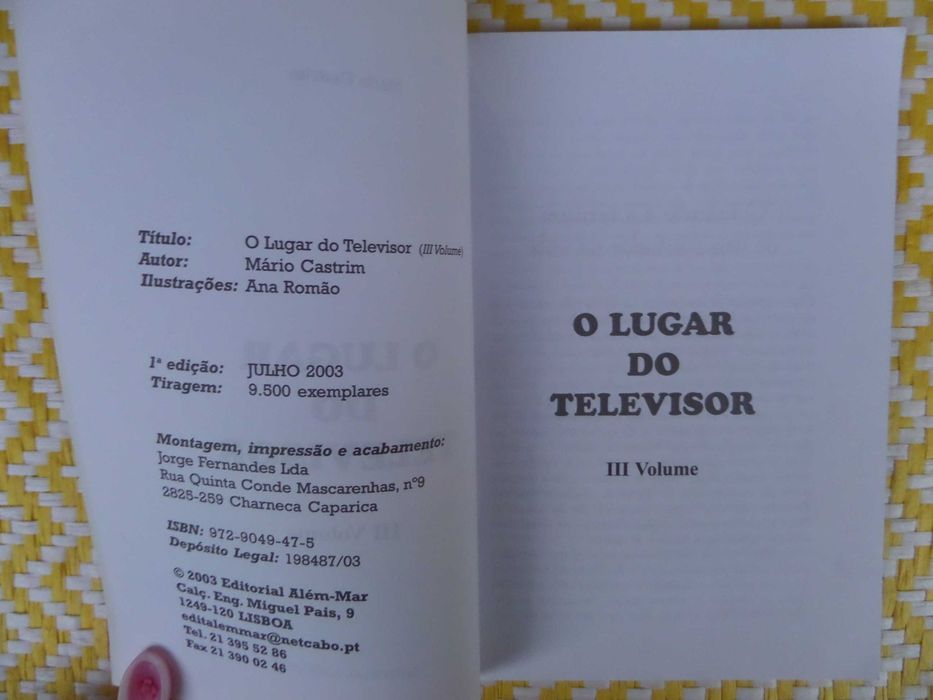 Título: O Lugar do Televisor (III Volume)
Autor: Mário Castrim
Ilustrações: Ana Romão
1ª edição: JULHO 2003
Tiragem: 9.500 exemplares
Montagem, impressão e acabamento:
Jorge Fernandes Lda
Rua Quinta Conde Mascarenhas, nº9
2825-259 Charneca Caparica
ISBN: 972-9049-47-5
Depósito Legal: 198487/03
© 2003 Editorial Além-Mar
Calç. Eng. Miguel Pais, 9
1249-120 LISBOA
editalemmar@netcabo.pt
Tel. 21 395 52 86
Fax 21 390 02 46
O LUGAR
DO
TELEVISOR
III Volume